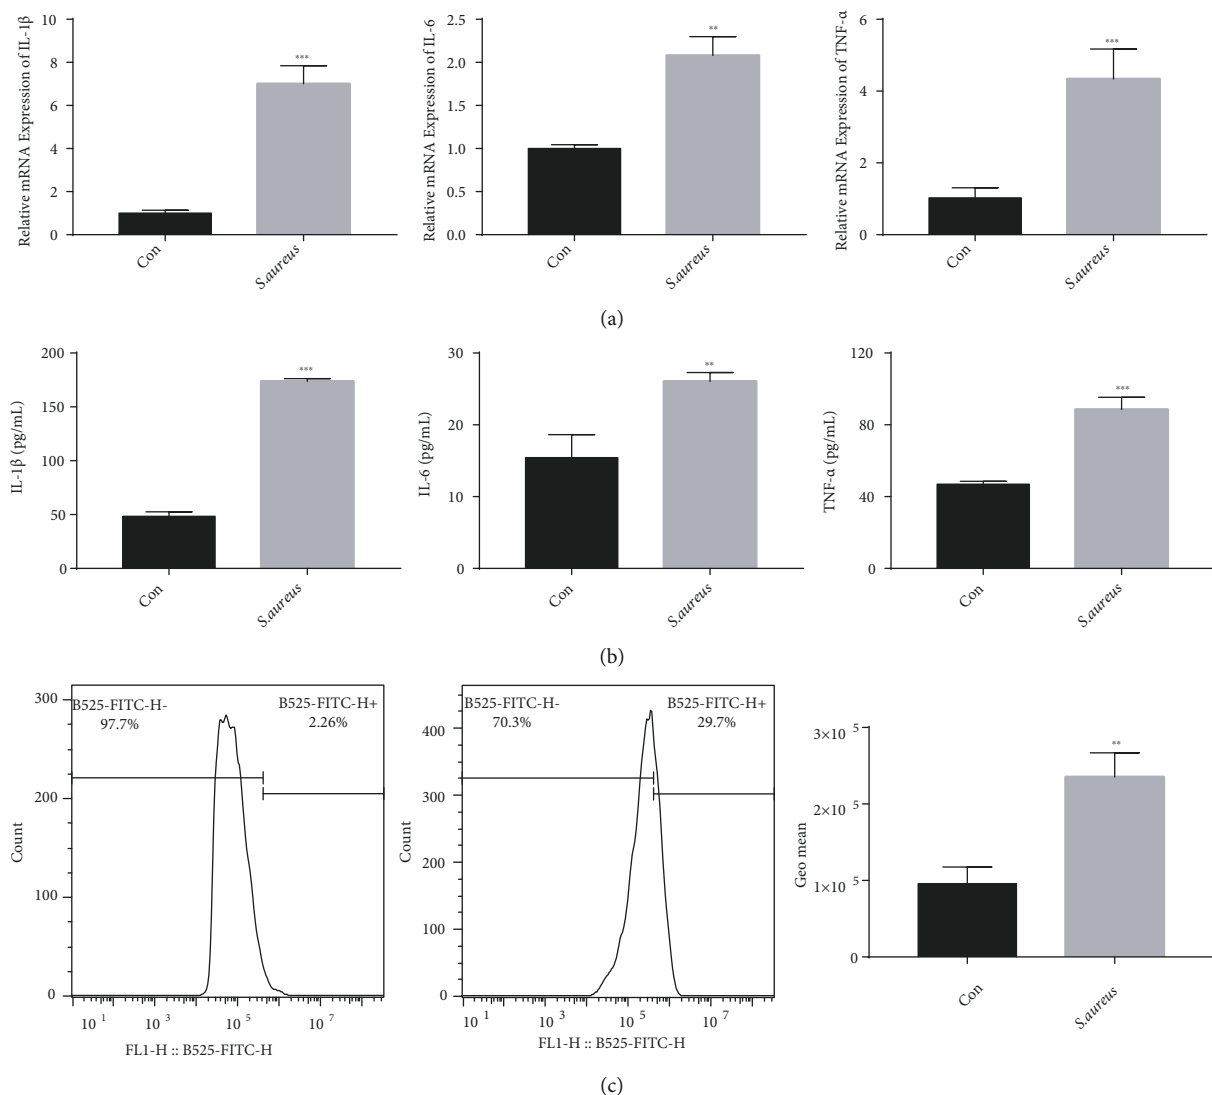 Relative mRNA Expression of IL-1β
10
8
6
4
2
0
***
Con
S.aureus
Relative mRNA Expression of IL-6
2.5
2.0
1.5
1.0
0.5
0.0
**
Con
S.aureus
Relative mRNA Expression of TNF-α
6
4
2
0
***
Con
S.aureus
(a)
IL-1β (pg/mL)
200
150
100
50
0
***
Con
S.aureus
IL-6 (pg/mL)
30
20
10
0
**
Con
S.aureus
TNF-α (pg/mL)
120
80
40
0
***
Con
S.aureus
(b)
Count
300
200
100
0
B525-FITC-H-
97.7%
B525-FITC-H+
2.26%
10 1
10 3
10 5
10 7
FL1-H :: B525-FITC-H
Count
400
300
200
100
0
B525-FITC-H-
70.3%
B525-FITC-H+
29.7%
10 1
10 3
10 5
10 7
FL1-H :: B525-FITC-H
Geo mean
3×10 5
2×10 5
1×10 5
0
**
Con
S.aureus
(c)